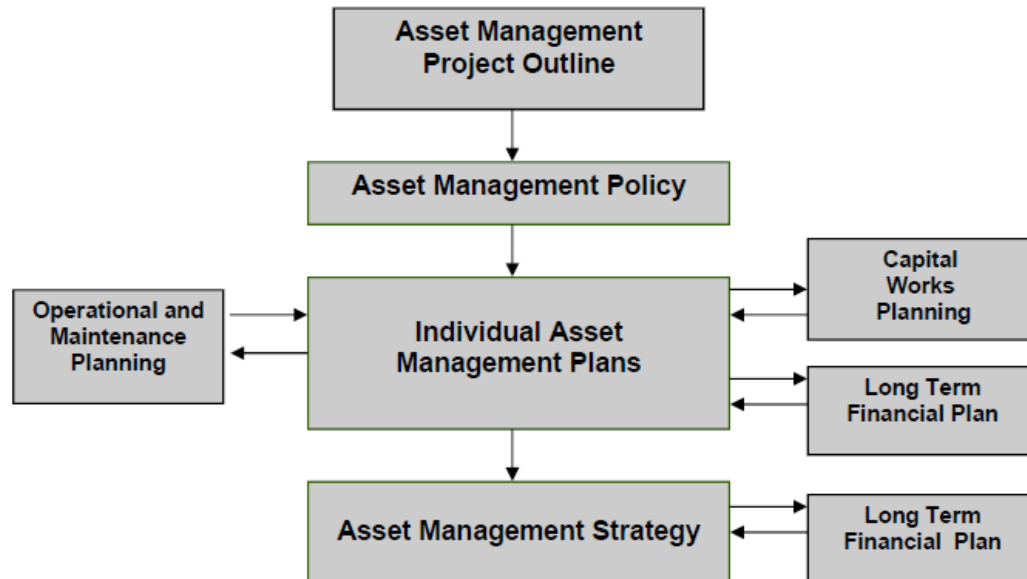 Asset Management
Project Outline
Asset Management Policy
Capital
Works
Planning
Operational and
Maintenance
Planning
Individual Asset
Management Plans
Long Term
Financial Plan
Asset Management Strategy
Long Term
Financial Plan